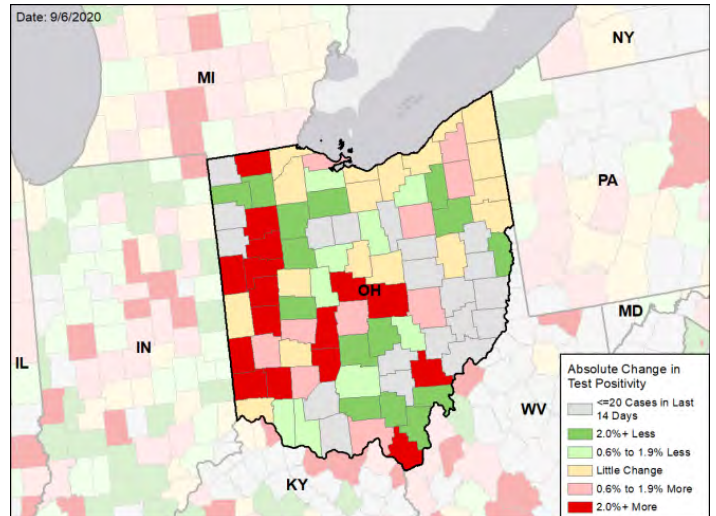 Date: 9/6/2020
NY
MI
PA
OH
IL
IN
MD
WV
KY
Absolute Change in
Test Positivity
<=20 Cases in Last
14 Days
2.0%+ Less
0.6% to 1.9% Less
Little Change
0.6% to 1.9% More
2.0%+ More